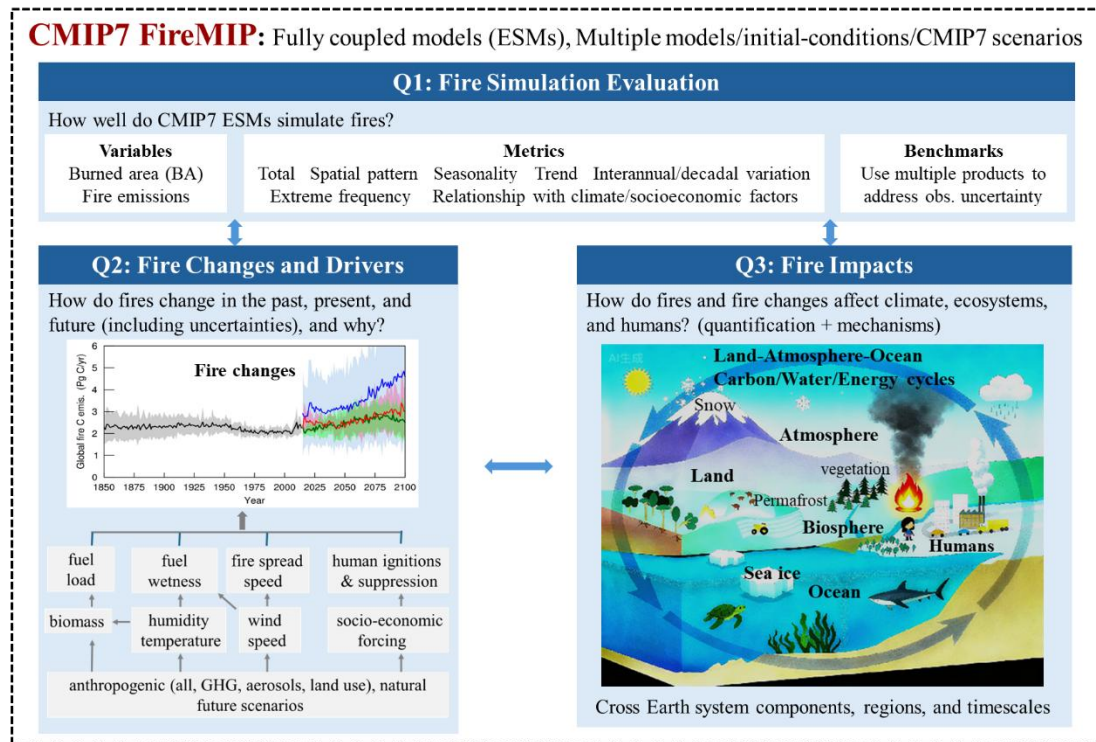 CMIP7 FireMIP: Fully coupled models (ESMs), Multiple models/initial-conditions/CMIP7 scenarios
Q1: Fire Simulation Evaluation
How well do CMIP7 ESMs simulate fires?
Variables
Burned area (BA)
Fire emissions
Metrics
Total Spatial pattern Seasonality Trend Interannual/decadal variation
Extreme frequency Relationship with climate/socioeconomic factors
Benchmarks
Use multiple products to
address obs. uncertainty
Q2: Fire Changes and Drivers
How do fires change in the past, present, and
future (including uncertainties), and why?
Fire changes
Global fire C emis. (Pg C/yr)
6
5
4
3
2
1
0
1850 1875 1900 1925 1950 1975 2000 2025 2050 2075 2100
Year
fuel
load
fuel
wetness
fire spread
speed
human ignitions
& suppression
biomass
humidity
temperature
wind
speed
socio-economic
forcing
anthropogenic (all, GHG, aerosols, land use), natural
future scenarios
Q3: Fire Impacts
How do fires and fire changes affect climate, ecosystems,
and humans? (quantification + mechanisms)
AI生成
Land-Atmosphere-Ocean
Carbon/Water/Energy cycles
Snow
Atmosphere
vegetation
Land
Permafrost
Biosphere
Humans
Sea ice
Ocean
Cross Earth system components, regions, and timescales